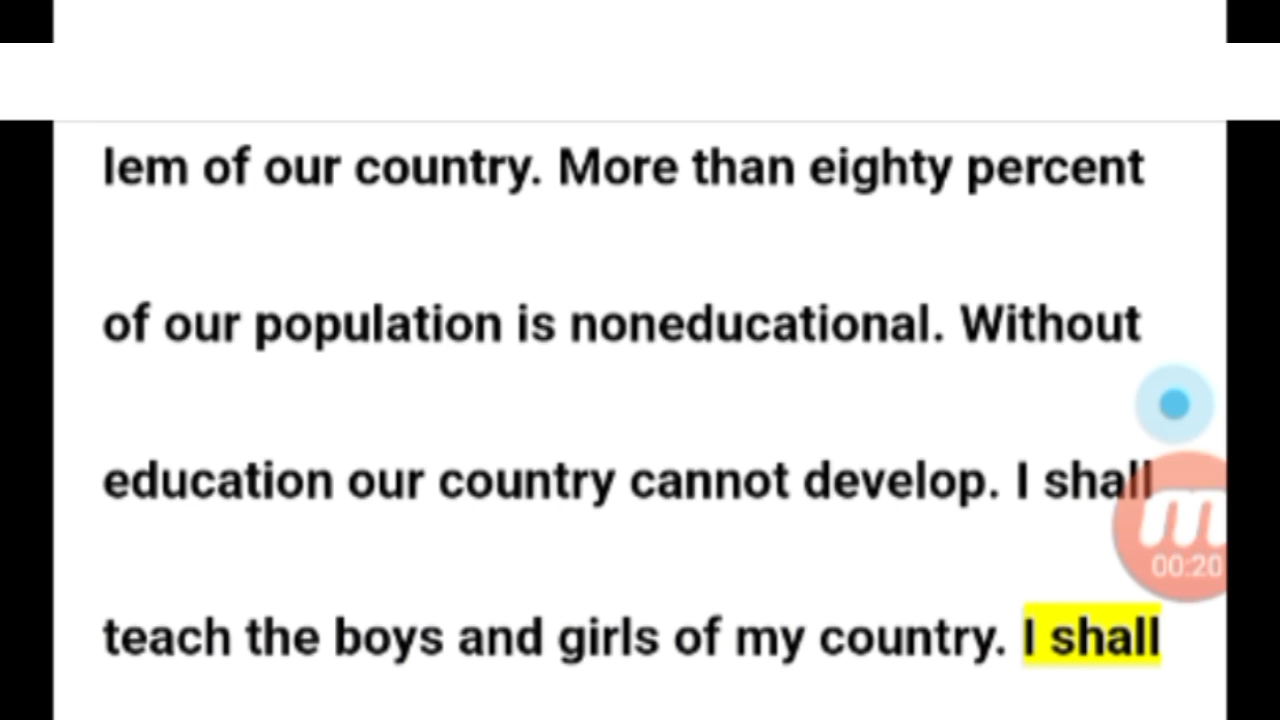 lem of our country. More than eighty percent
of our population is noneducational. Without
education our country cannot develop. I shall
m
00:20
teach the boys and girls of my country. I shall